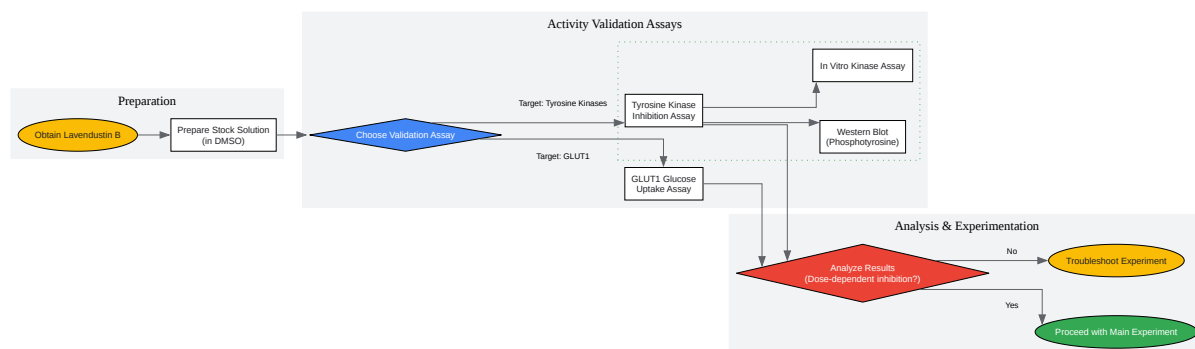 Activity Validation Assays
Preparation
Obtain Lavendustin B
Prepare Stock Solution
(in DMSO)
Choose Validation Assay
Target: Tyrosine Kinases
Target: GLUT1
Tyrosine Kinase
Inhibition Assay
In Vitro Kinase Assay
Western Blot
(Phosphotyrosine)
GLUT1 Glucose
Uptake Assay
Analysis & Experimentation
Analyze Results
(Dose-dependent inhibition?)
No
Troubleshoot Experiment
Yes
Proceed with Main Experiment